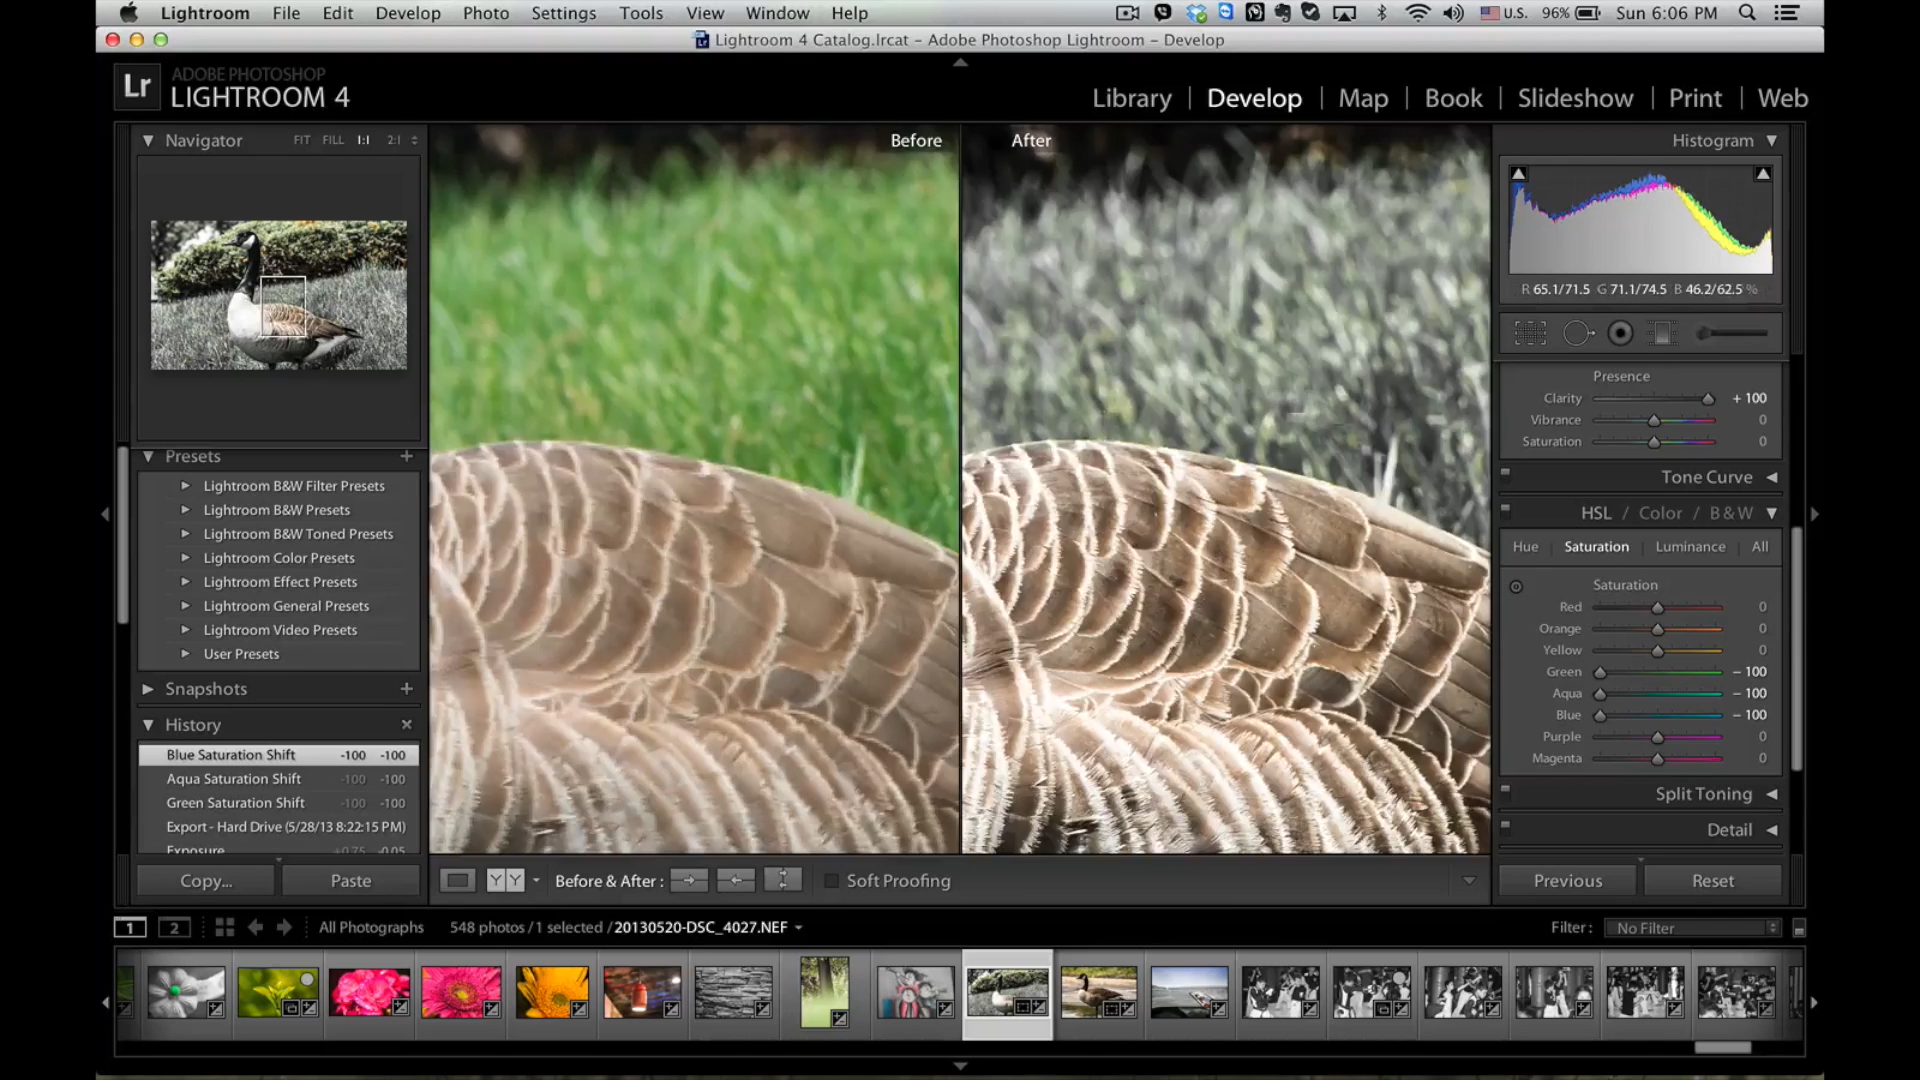 Lightroom File Edit Develop Photo Settings Tools View Window Help U.S. 96% Sun 6:06 PM
Lightroom 4 Catalog.lrcat – Adobe Photoshop Lightroom – Develop
Lr ADOBE PHOTOSHOP
LIGHTROOM 4
Library | Develop | Map | Book | Slideshow | Print | Web
Navigator FIT FILL 1:1 2:1
Before
After
Histogram
R 65.1/71.5 G 71.1/74.5 B 46.2/62.5 %
Presence
Clarity + 100
Vibrance 0
Saturation 0
Tone Curve
HSL / Color / B & W
Hue Saturation Luminance All
Saturation
Red 0
Orange 0
Yellow 0
Green – 100
Aqua – 100
Blue – 100
Purple 0
Magenta 0
Split Toning
Detail
Previous Reset
Presets +
Lightroom B&W Filter Presets
Lightroom B&W Presets
Lightroom B&W Toned Presets
Lightroom Color Presets
Lightroom Effect Presets
Lightroom General Presets
Lightroom Video Presets
User Presets
Snapshots +
History ×
Blue Saturation Shift -100 -100
Aqua Saturation Shift -100 -100
Green Saturation Shift -100 -100
Export - Hard Drive (5/28/13 8:22:15 PM)
Exposure +0.75 -0.05
Copy... Paste
YY Before & After : Soft Proofing
1 2 All Photographs 548 photos / 1 selected / 20130520-DSC_4027.NEF Filter : No Filter